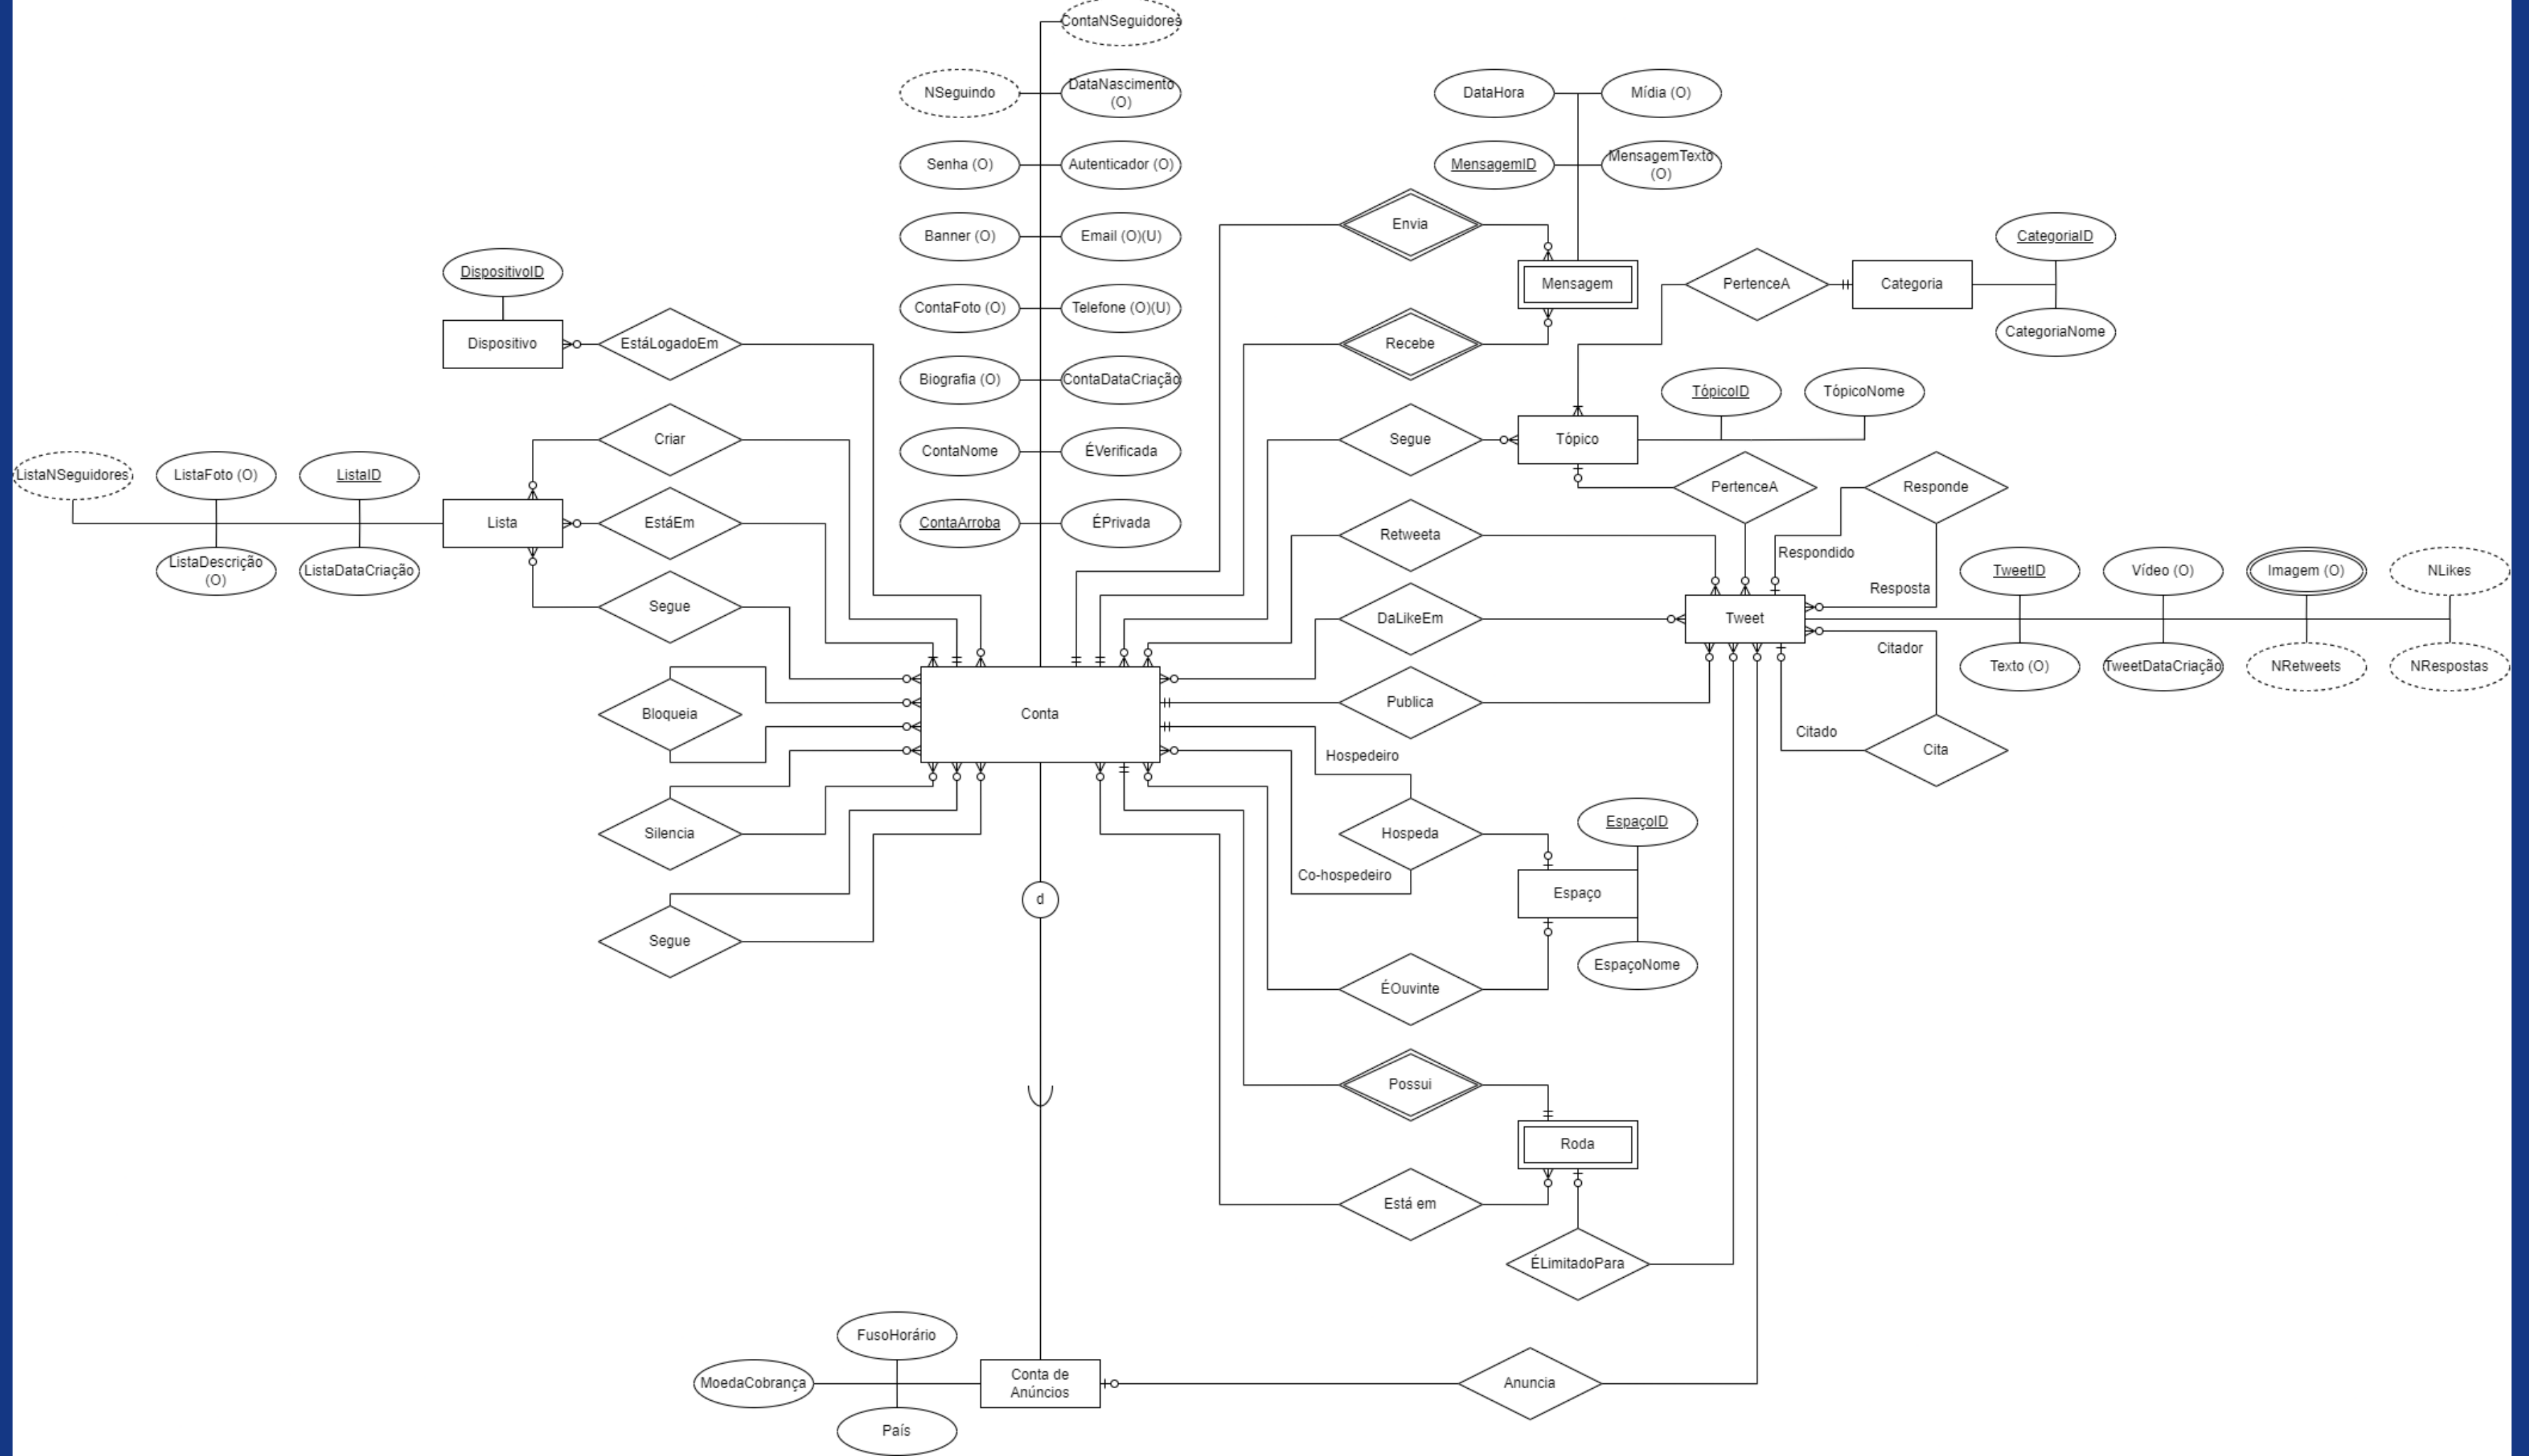 ContaNSeguidores
NSeguindo
DataNascimento
(O)
DataHora
Mídia (O)
Senha (O)
Autenticador (O)
MensagemID
MensagemTexto
(O)
Banner (O)
Email (O)(U)
Envia
CategoriaID
DispositivoID
Mensagem
PertenceA
Categoria
ContaFoto (O)
Telefone (O)(U)
Dispositivo
EstáLogadoEm
Recebe
CategoriaNome
Biografia (O)
ContaDataCriação
TópicoID
TópicoNome
Criar
ContaNome
ÉVerificada
Segue
Tópico
ListaNSeguidores
ListaFoto (O)
ListaID
PertenceA
Responde
Lista
EstáEm
ContaArroba
ÉPrivada
Retweeta
Respondido
ListaDescrição
(O)
ListaDataCriação
Resposta
TweetID
Vídeo (O)
Imagem (O)
NLikes
Segue
DaLikeEm
Tweet
Citador
Texto (O)
TweetDataCriação
NRetweets
NRespostas
Bloqueia
Conta
Publica
Citado
Hospedeiro
Cita
Silencia
Hospeda
EspaçoID
Co-hospedeiro
d
Espaço
Segue
EspaçoNome
ÉOuvinte
Possui
Roda
Está em
ÉLimitadoPara
FusoHorário
MoedaCobrança
Conta de
Anúncios
Anuncia
País